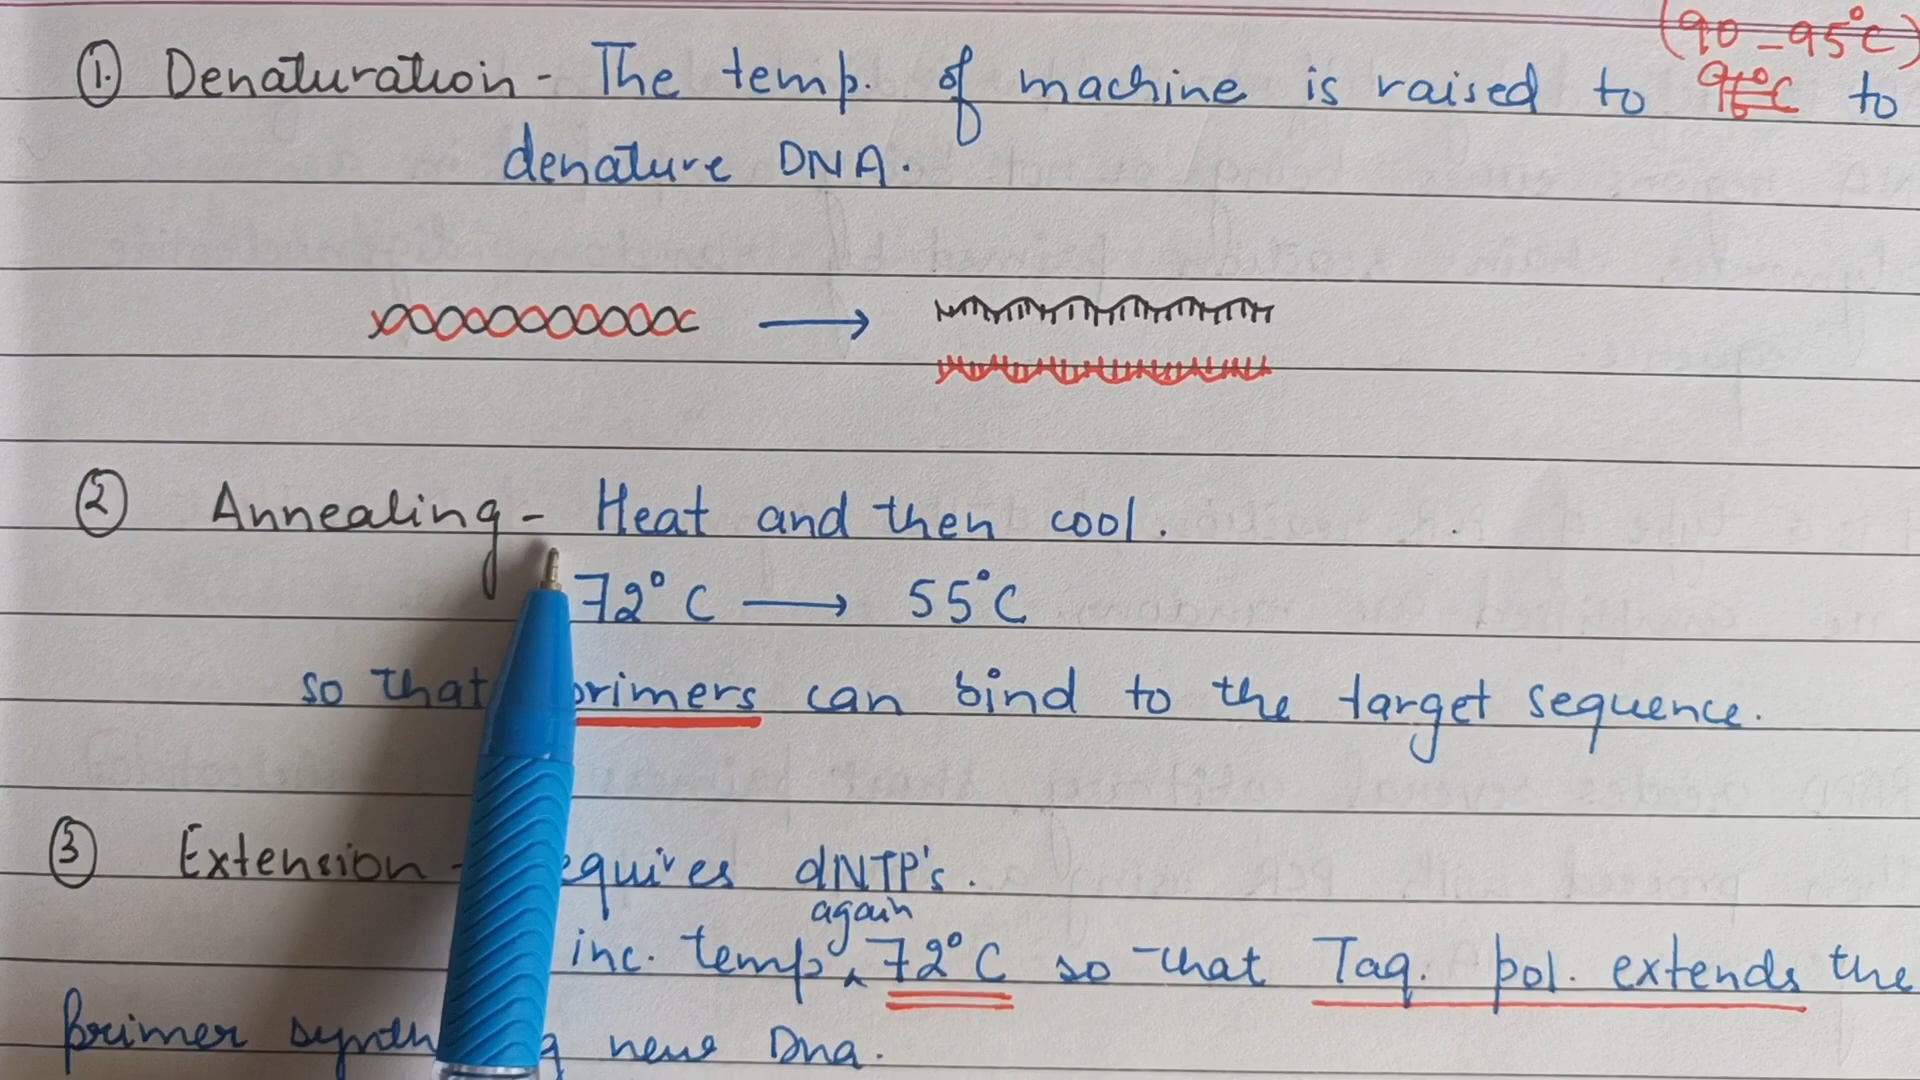 (90 - 95°C)
① Denaturation - The temp. of machine is raised to 95°C to
denature DNA.
② Annealing - Heat and then cool.
72°C ⟶ 55°C
so that primers can bind to the target sequence.
③ Extension - requires dNTP's.
again
inc. temp ‸ 72°C so that Taq. pol. extends the
primer new Dna.